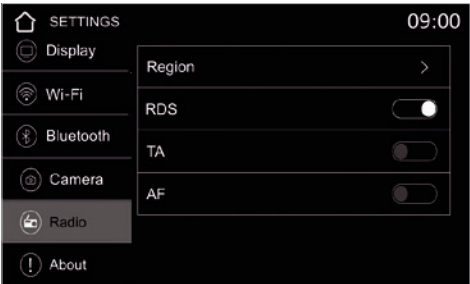 SETTINGS
09:00
Display
Wi-Fi
Bluetooth
Camera
Radio
About
Region
RDS
TA
AF